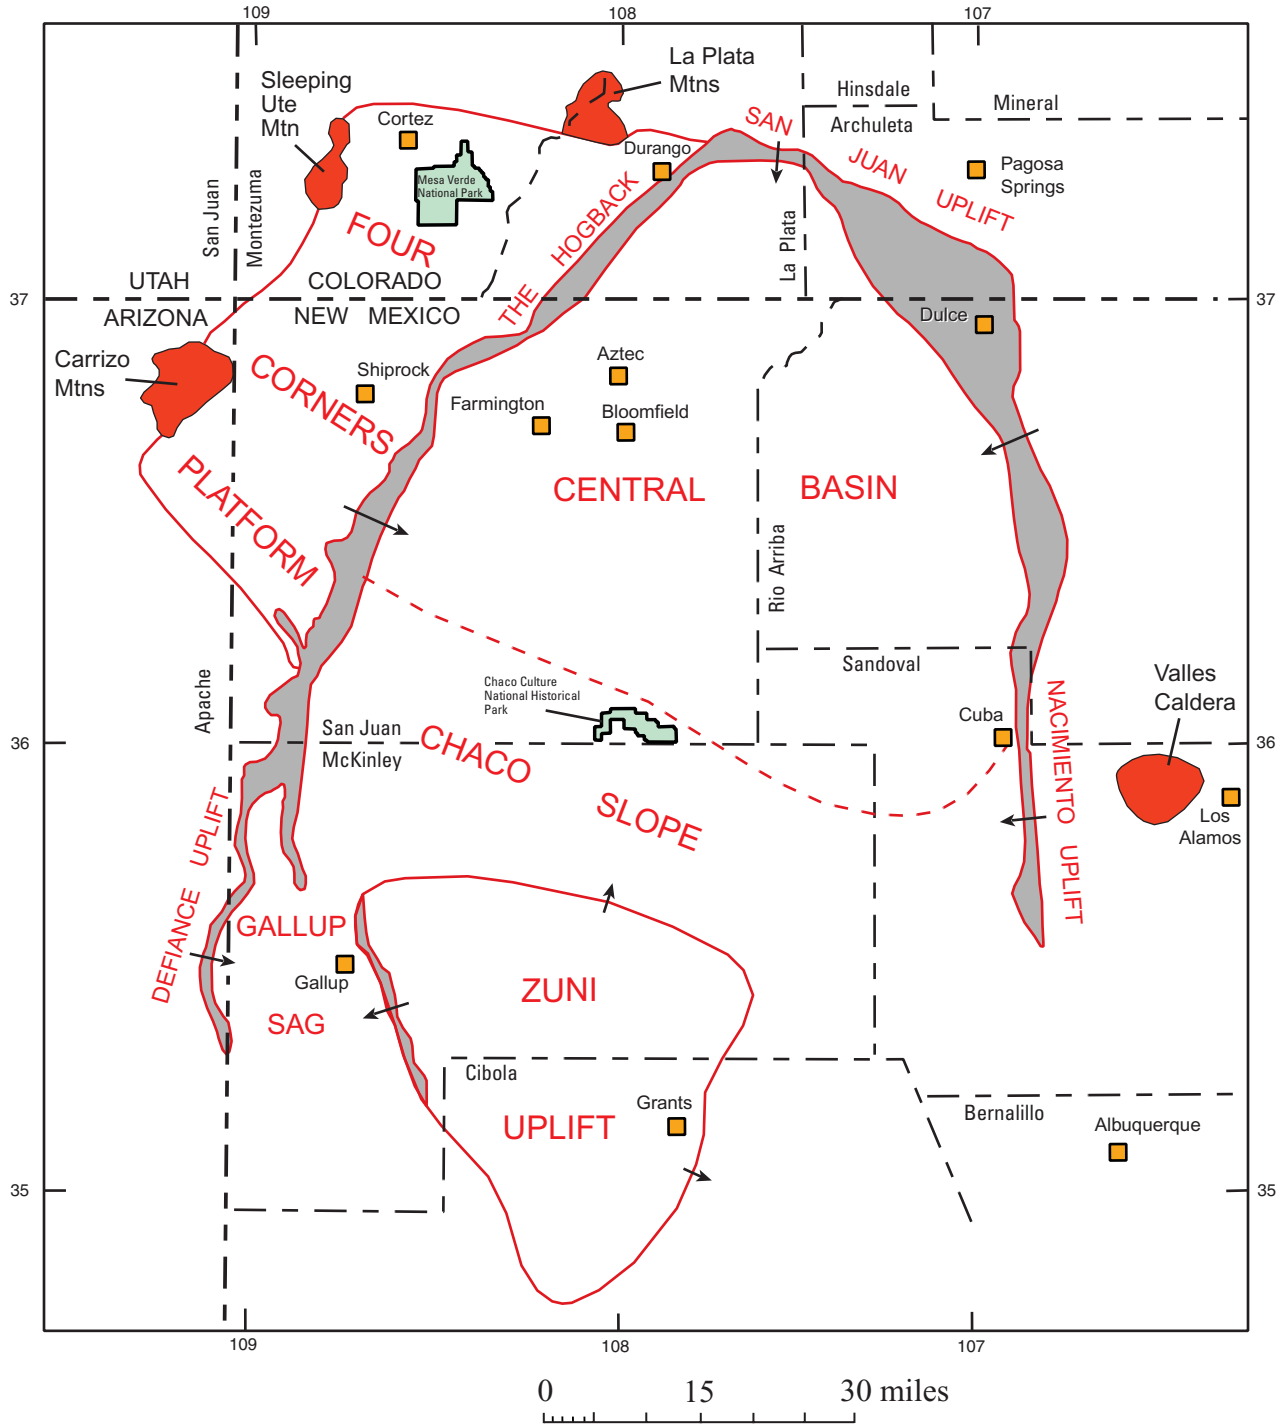 109
108
107
La Plata
Mtns
Sleeping
Ute
Mtn
Hinsdale
Archuleta
Mineral
Cortez
SAN
JUAN
UPLIFT
Durango
Pagosa
Springs
Mesa Verde
National Park
San Juan
Montezuma
FOUR
THE HOGBACK
La Plata
UTAH
COLORADO
37
37
ARIZONA
NEW MEXICO
Dulce
Carrizo
Mtns
CORNERS
Shiprock
Aztec
Farmington
Bloomfield
PLATFORM
CENTRAL
BASIN
Rio Arriba
Sandoval
Apache
Chaco Culture
National Historical
Park
Valles
Caldera
NACIMIENTO UPLIFT
Cuba
San Juan
McKinley
36
36
CHACO
SLOPE
Los
Alamos
DEFIANCE UPLIFT
GALLUP
Gallup
SAG
ZUNI
Cibola
Grants
UPLIFT
Bernalillo
Albuquerque
35
35
109
108
107
0 15 30 miles